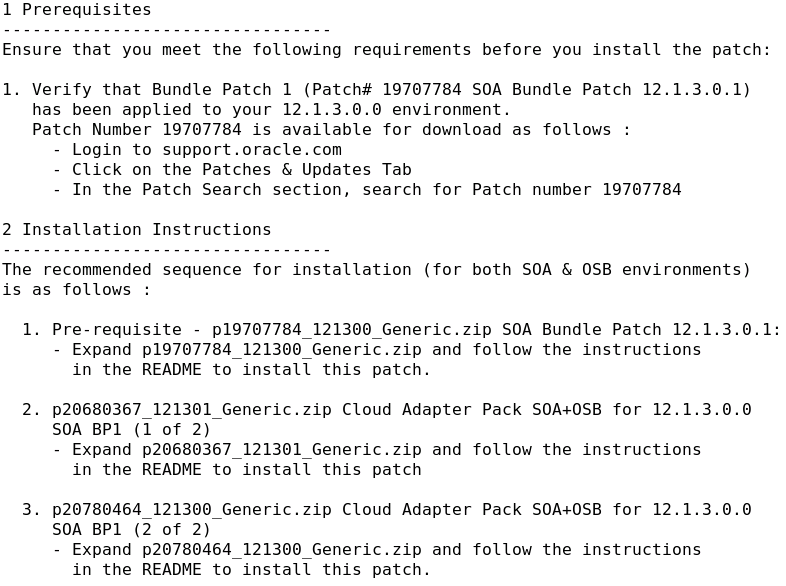 1 Prerequisites
---------------------------------
Ensure that you meet the following requirements before you install the patch:
1. Verify that Bundle Patch 1 (Patch# 19707784 SOA Bundle Patch 12.1.3.0.1)
has been applied to your 12.1.3.0.0 environment.
Patch Number 19707784 is available for download as follows :
- Login to support.oracle.com
- Click on the Patches & Updates Tab
- In the Patch Search section, search for Patch number 19707784
2 Installation Instructions
---------------------------------
The recommended sequence for installation (for both SOA & OSB environments)
is as follows :
1. Pre-requisite - p19707784_121300_Generic.zip SOA Bundle Patch 12.1.3.0.1:
- Expand p19707784_121300_Generic.zip and follow the instructions
in the README to install this patch.
2. p20680367_121301_Generic.zip Cloud Adapter Pack SOA+OSB for 12.1.3.0.0
SOA BP1 (1 of 2)
- Expand p20680367_121301_Generic.zip and follow the instructions
in the README to install this patch
3. p20780464_121300_Generic.zip Cloud Adapter Pack SOA+OSB for 12.1.3.0.0
SOA BP1 (2 of 2)
- Expand p20780464_121300_Generic.zip and follow the instructions
in the README to install this patch.